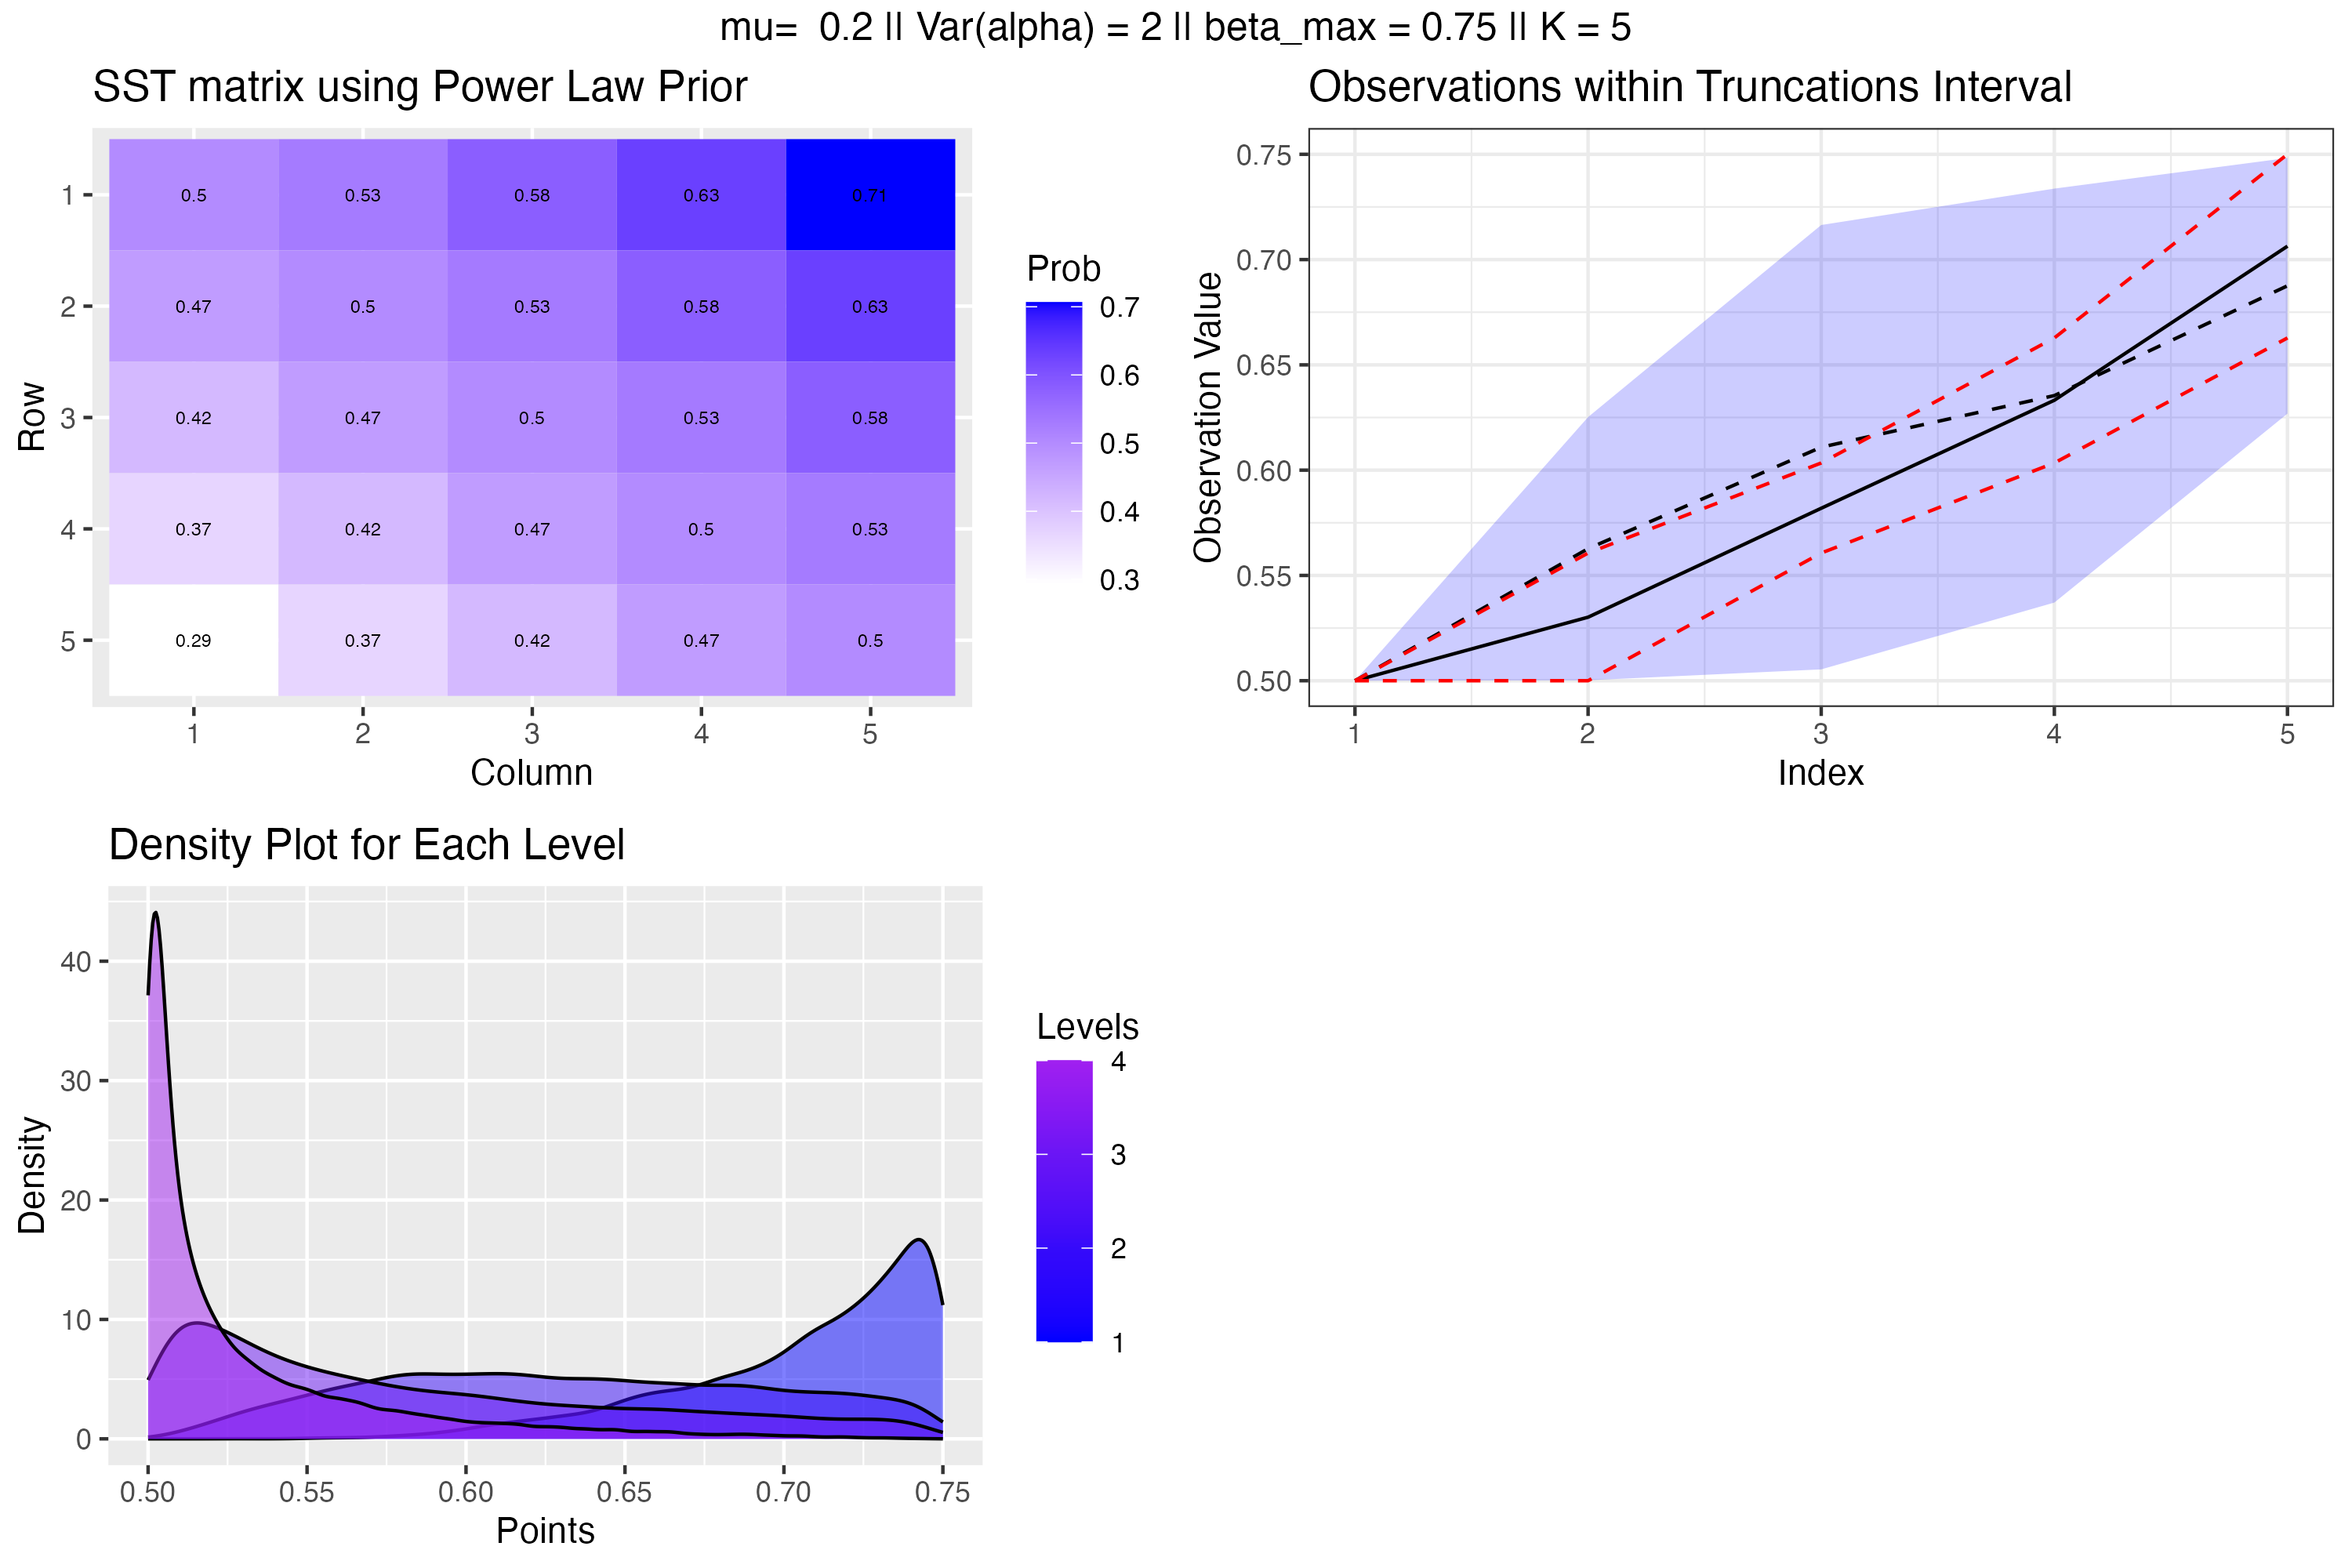 mu=  0.2 || Var(alpha) = 2 || beta_max = 0.75 || K = 5
SST matrix using Power Law Prior
Row
1
2
3
4
5
0.5 0.53 0.58 0.63 0.71
0.47 0.5 0.53 0.58 0.63
0.42 0.47 0.5 0.53 0.58
0.37 0.42 0.47 0.5 0.53
0.29 0.37 0.42 0.47 0.5
1 2 3 4 5
Column
Prob
0.7
0.6
0.5
0.4
0.3
Observations within Truncations Interval
Observation Value
0.75
0.70
0.65
0.60
0.55
0.50
1 2 3 4 5
Index
Density Plot for Each Level
Density
40
30
20
10
0
0.50 0.55 0.60 0.65 0.70 0.75
Points
Levels
4
3
2
1